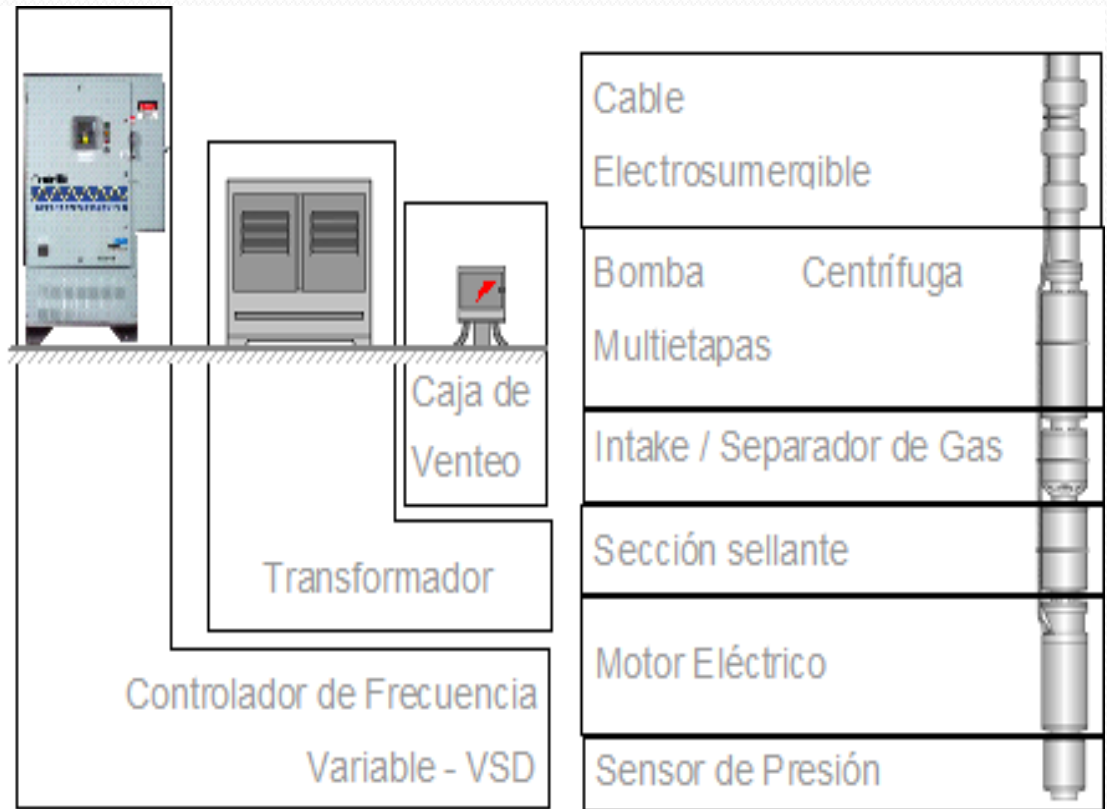 Caja de
Venteo
Transformador
Controlador de Frecuencia
Variable - VSD
Cable
Electrosumergible
Bomba Centrífuga
Multietapas
Intake / Separador de Gas
Sección sellante
Motor Eléctrico
Sensor de Presión